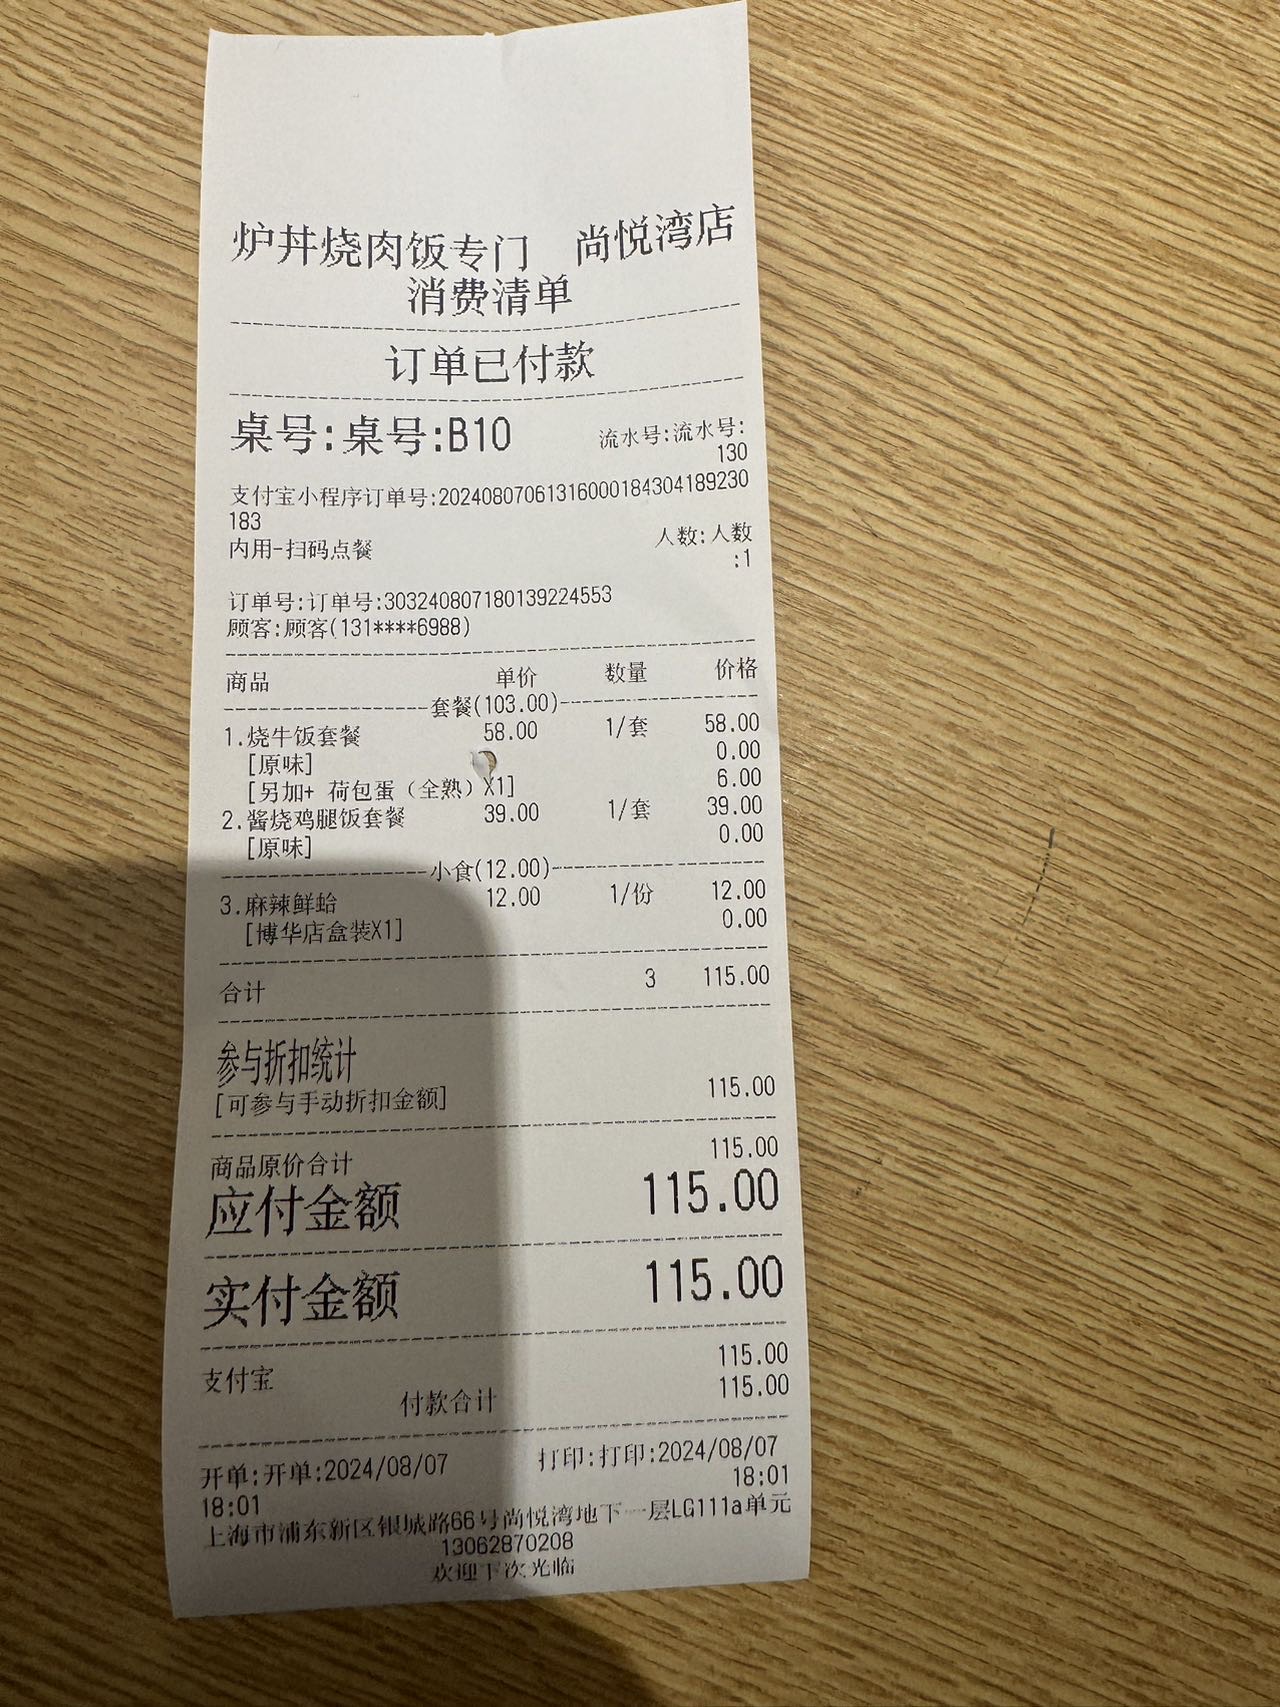 炉丼烧肉饭专门 尚悦湾店
消费清单
订单已付款
桌号:桌号:B10 流水号:流水号:
130
支付宝小程序订单号:2024080706131600018430418923 0
183
内用-扫码点餐 人数:人数
:1
订单号:订单号:303240807180139224553
顾客:顾客(131****6988)
商品 单价 数量 价格
套餐(103.00)
1.烧牛饭套餐 58.00 1/套 58.00
[原味] 0.00
[另加+ 荷包蛋（全熟）X1] 6.00
2.酱烧鸡腿饭套餐 39.00 1/套 39.00
[原味] 0.00
小食(12.00)
3.麻辣鲜蛤 12.00 1/份 12.00
[博华店盒装X1] 0.00
合计 3 115.00
参与折扣统计
[可参与手动折扣金额] 115.00
商品原价合计 115.00
应付金额 115.00
实付金额 115.00
支付宝 115.00
付款合计 115.00
开单:开单:2024/08/07 打印:打印:2024/08/07
18:01 18:01
上海市浦东新区银城路66号尚悦湾地下一层LG111a单元
13062870208
欢迎下次光临